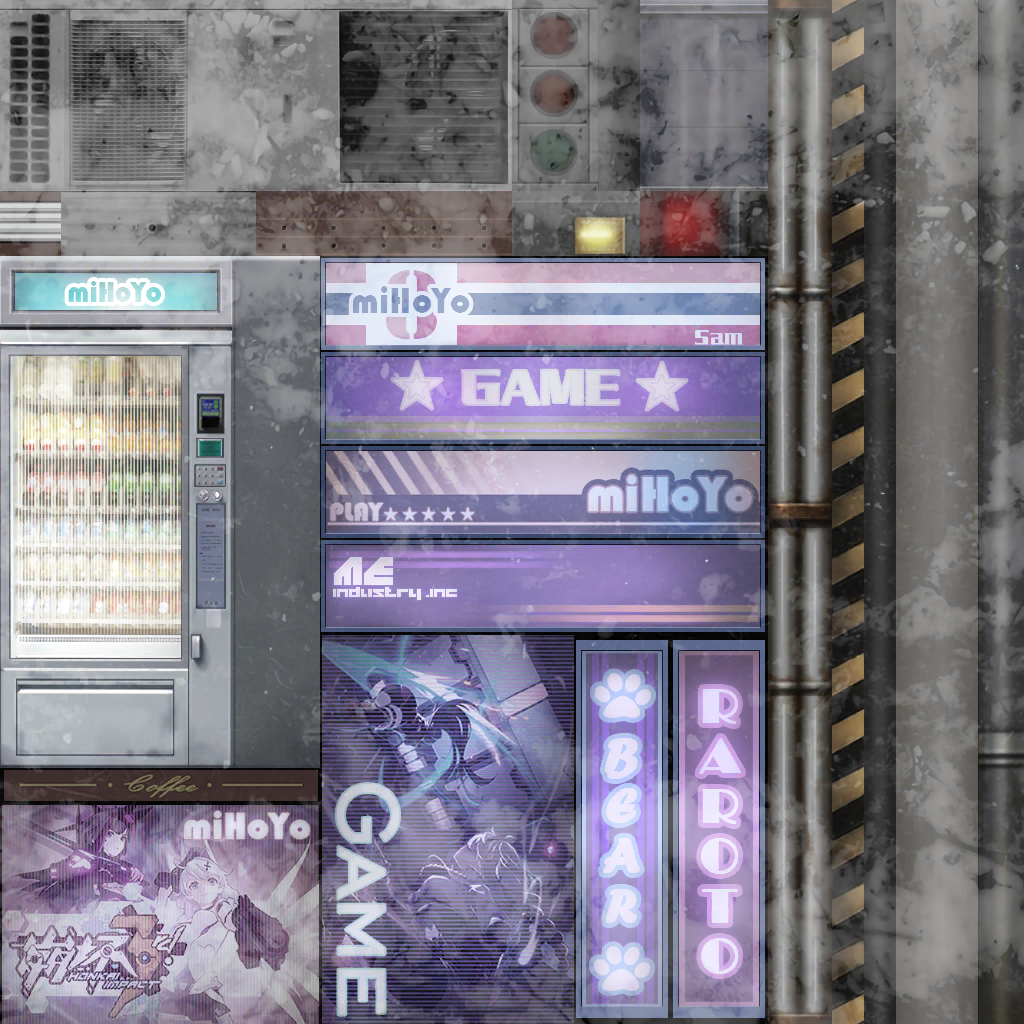 miHoYo
miHoYo
Sam
GAME
PLAY★★★★★
miHoYo
ME
Industry .inc
Coffee
miHoYo
HONKAI
IMPACT
GAME
BEAR
RAROTO